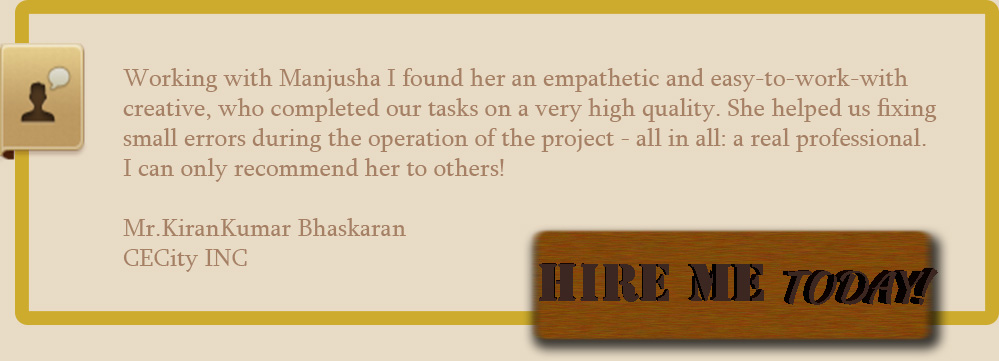 Working with Manjusha I found her an empathetic and easy-to-work-with
creative, who completed our tasks on a very high quality. She helped us fixing
small errors during the operation of the project - all in all: a real professional.
I can only recommend her to others!
Mr.KiranKumar Bhaskaran
CECity INC
HIRE ME TODAY!